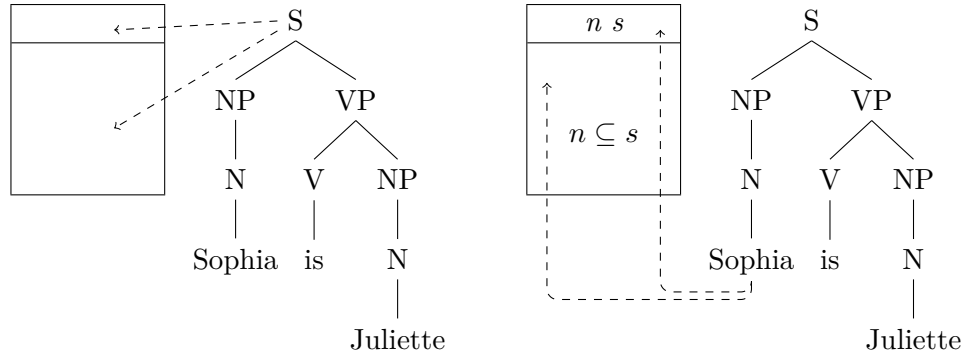 S
NP VP
N V NP
Sophia is N
Juliette
n s
n ⊆ s
S
NP VP
N V NP
Sophia is N
Juliette